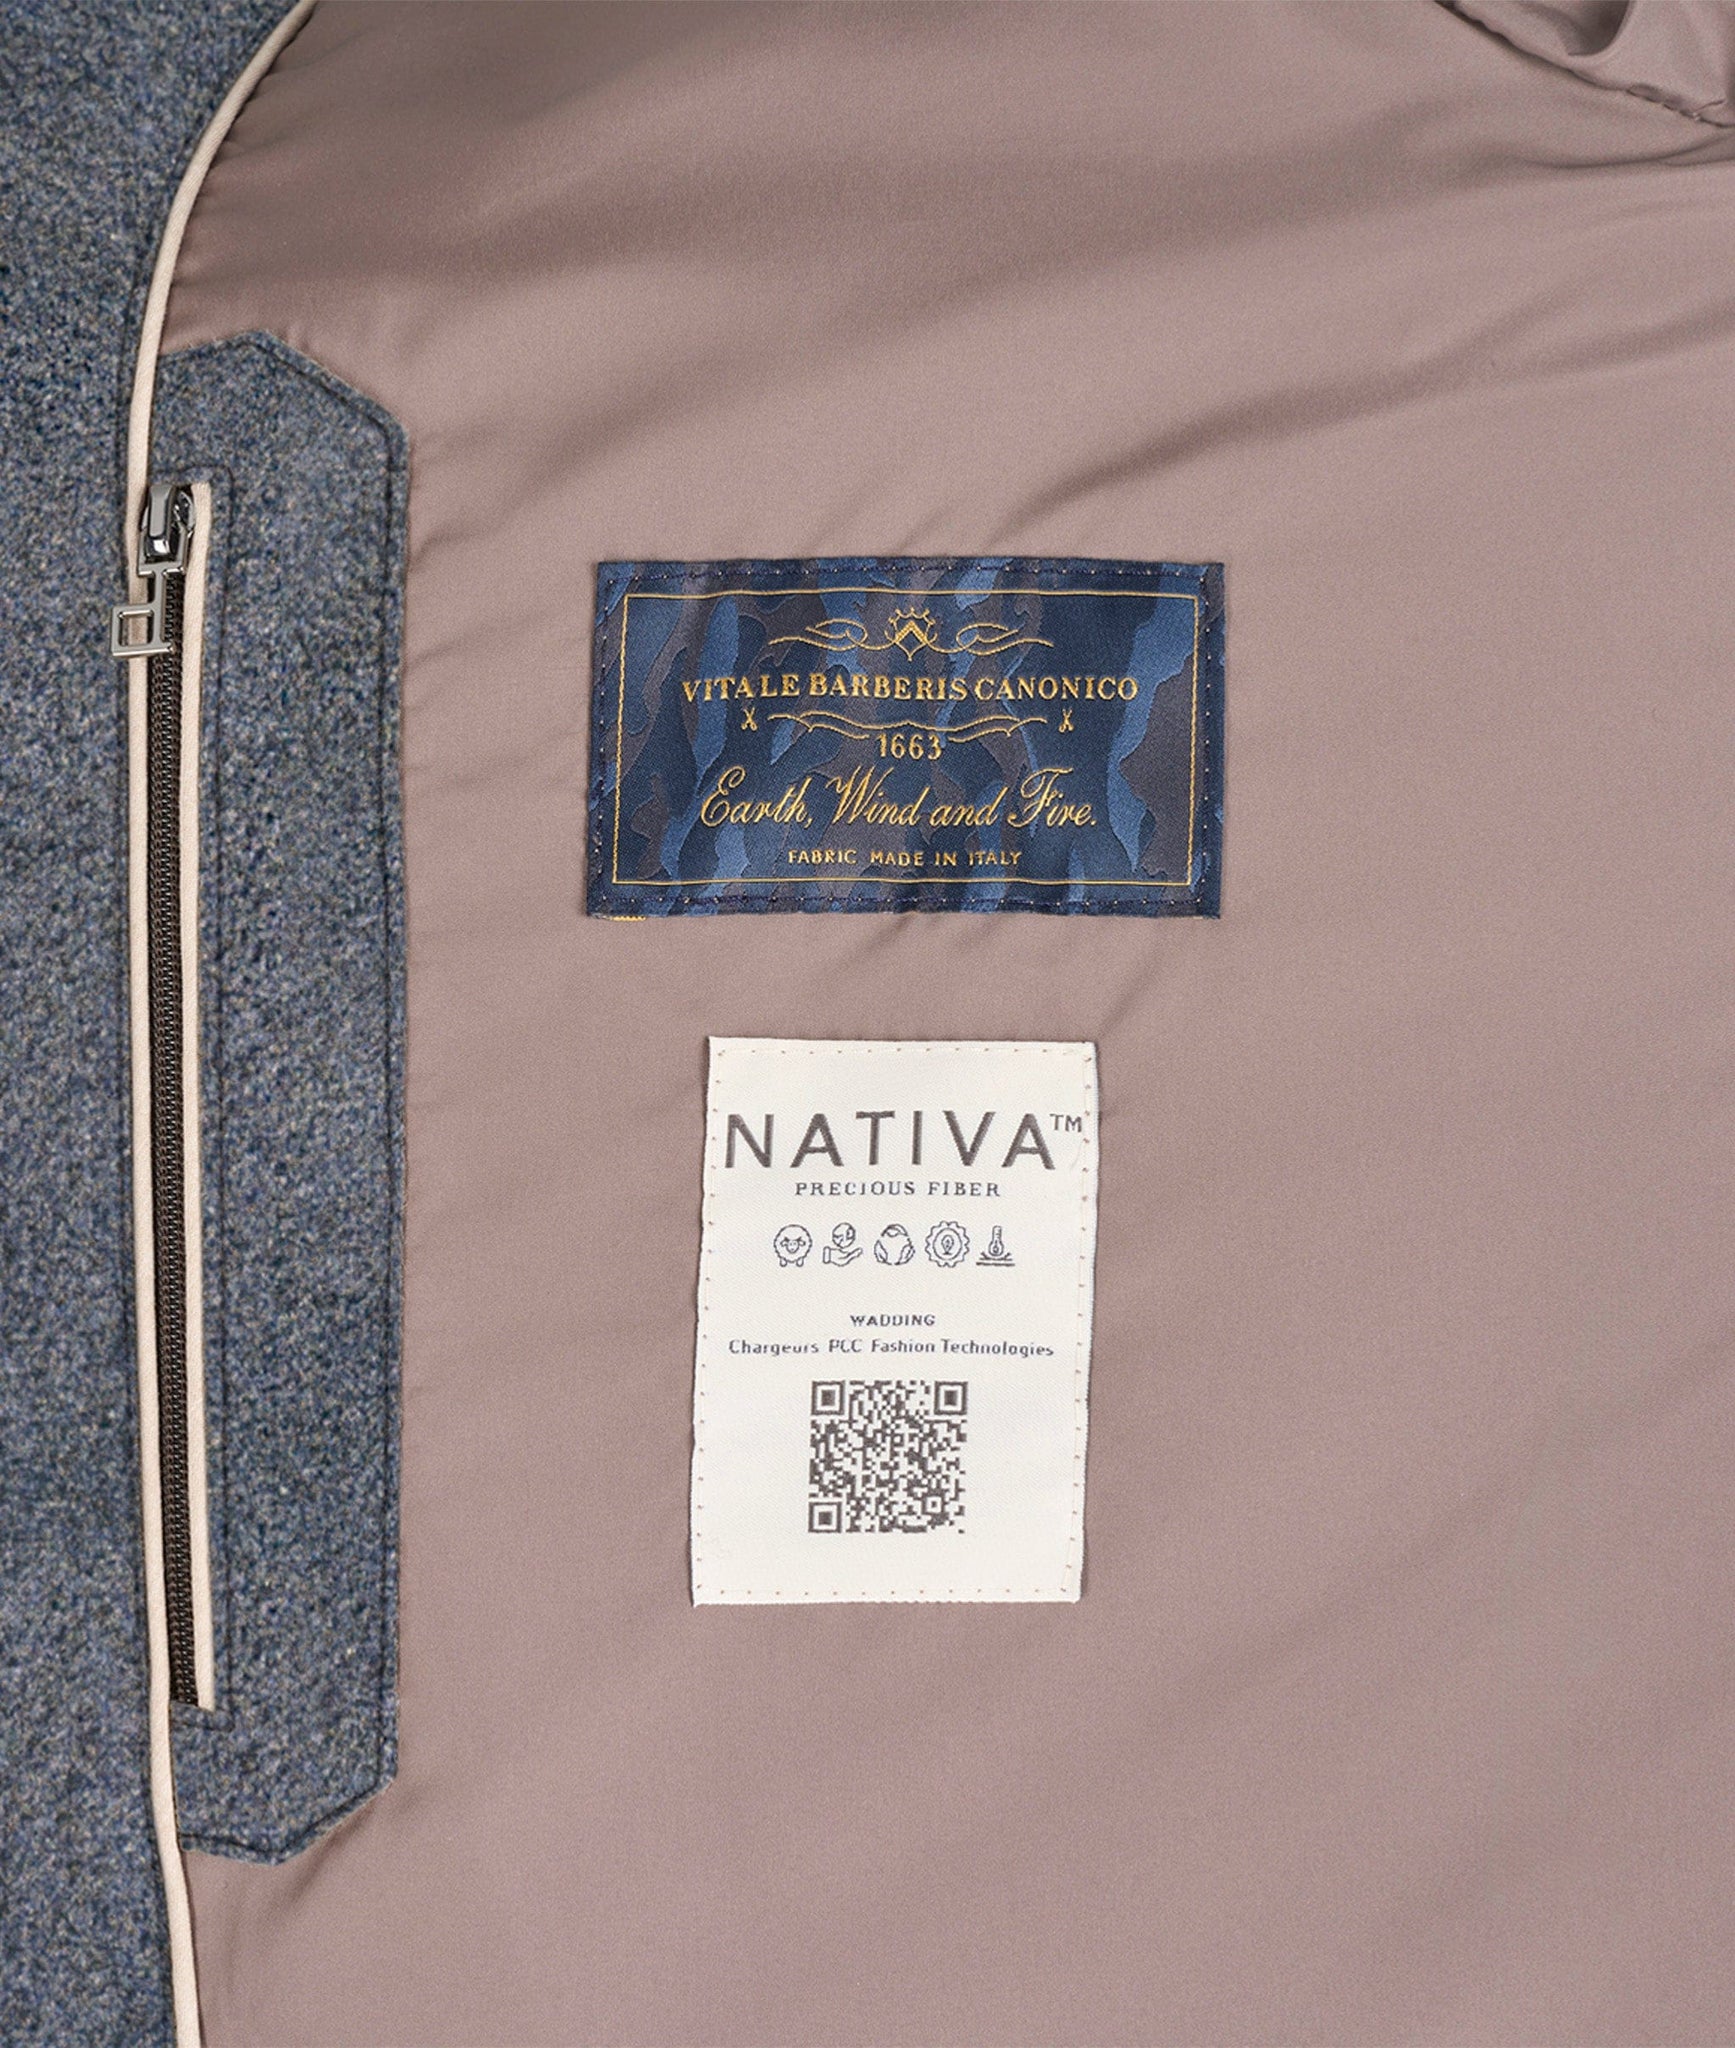 VITALE BARBERIS CANONICO
1663
Earth, Wind and Fire.
FABRIC MADE IN ITALY
NATIVA™
PRECIOUS FIBER
WADDING
Chargeurs PCC Fashion Technologies